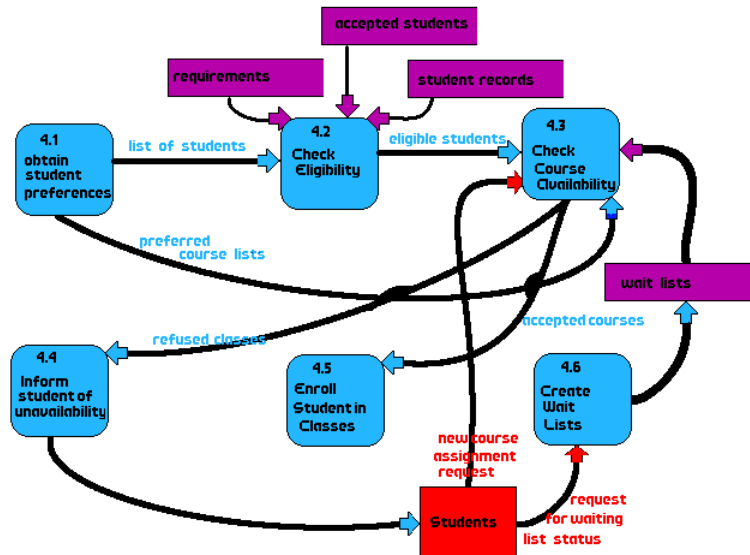 accepted students
requirements
student records
4.1
obtain
student
preferences
list of students
4.2
Check
Eligibility
eligible students
4.3
Check
Course
Availability
preferred
course lists
wait lists
refused classes
accepted courses
4.4
Inform
student of
unavailability
4.5
Enroll
Student in
Classes
4.6
Create
Wait
Lists
new course
assignment
request
Students
request
for waiting
list status